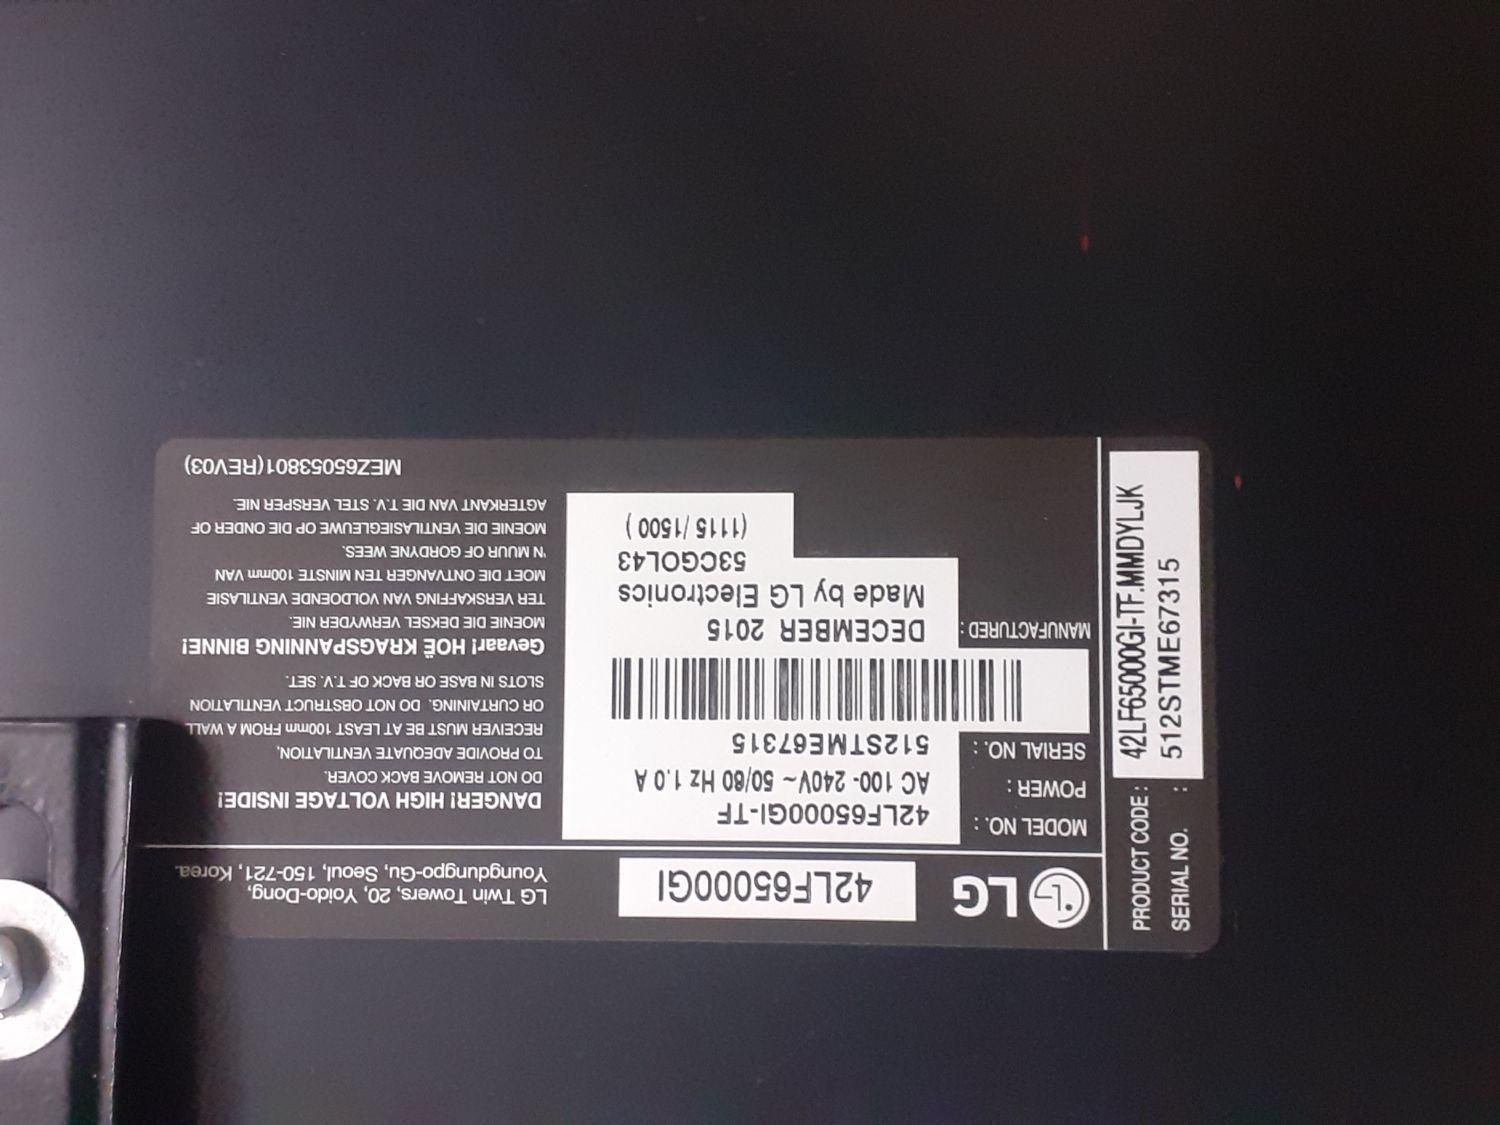 LG
42LF65000GI
LG Twin Towers, 20, Yoido-Dong,
Youngdungpo-Gu, Seoul, 150-721, Korea.
MODEL NO. :
42LF65000GI-TF
POWER :
AC 100- 240V ~ 50/60 Hz 1.0 A
SERIAL NO. :
512STME67315
MANUFACTURED :
DECEMBER 2015
Made by LG Electronics
53CGOL43
(1115 /1500 )
DANGER! HIGH VOLTAGE INSIDE!
DO NOT REMOVE BACK COVER.
TO PROVIDE ADEQUATE VENTILATION,
RECEIVER MUST BE AT LEAST 100mm FROM A WALL
OR CURTAINING. DO NOT OBSTRUCT VENTILATION
SLOTS IN BASE OR BACK OF T.V. SET.
Gevaar! HOË KRAGSPANNING BINNE!
MOENIE DIE DEKSEL VERWYDER NIE.
TER VERSKAFFING VAN VOLDOENDE VENTILASIE
MOET DIE ONTVANGER TEN MINSTE 100mm VAN
'N MUUR OF GORDYNE WEES.
MOENIE DIE VENTILASIEGLEUWE OP DIE ONDER OF
AGTERKANT VAN DIE T.V. STEL VERSPER NIE.
MEZ65053801(REV03)
PRODUCT CODE : 42LF65000GI-TF.MMDYLJK
SERIAL NO. : 512STME67315